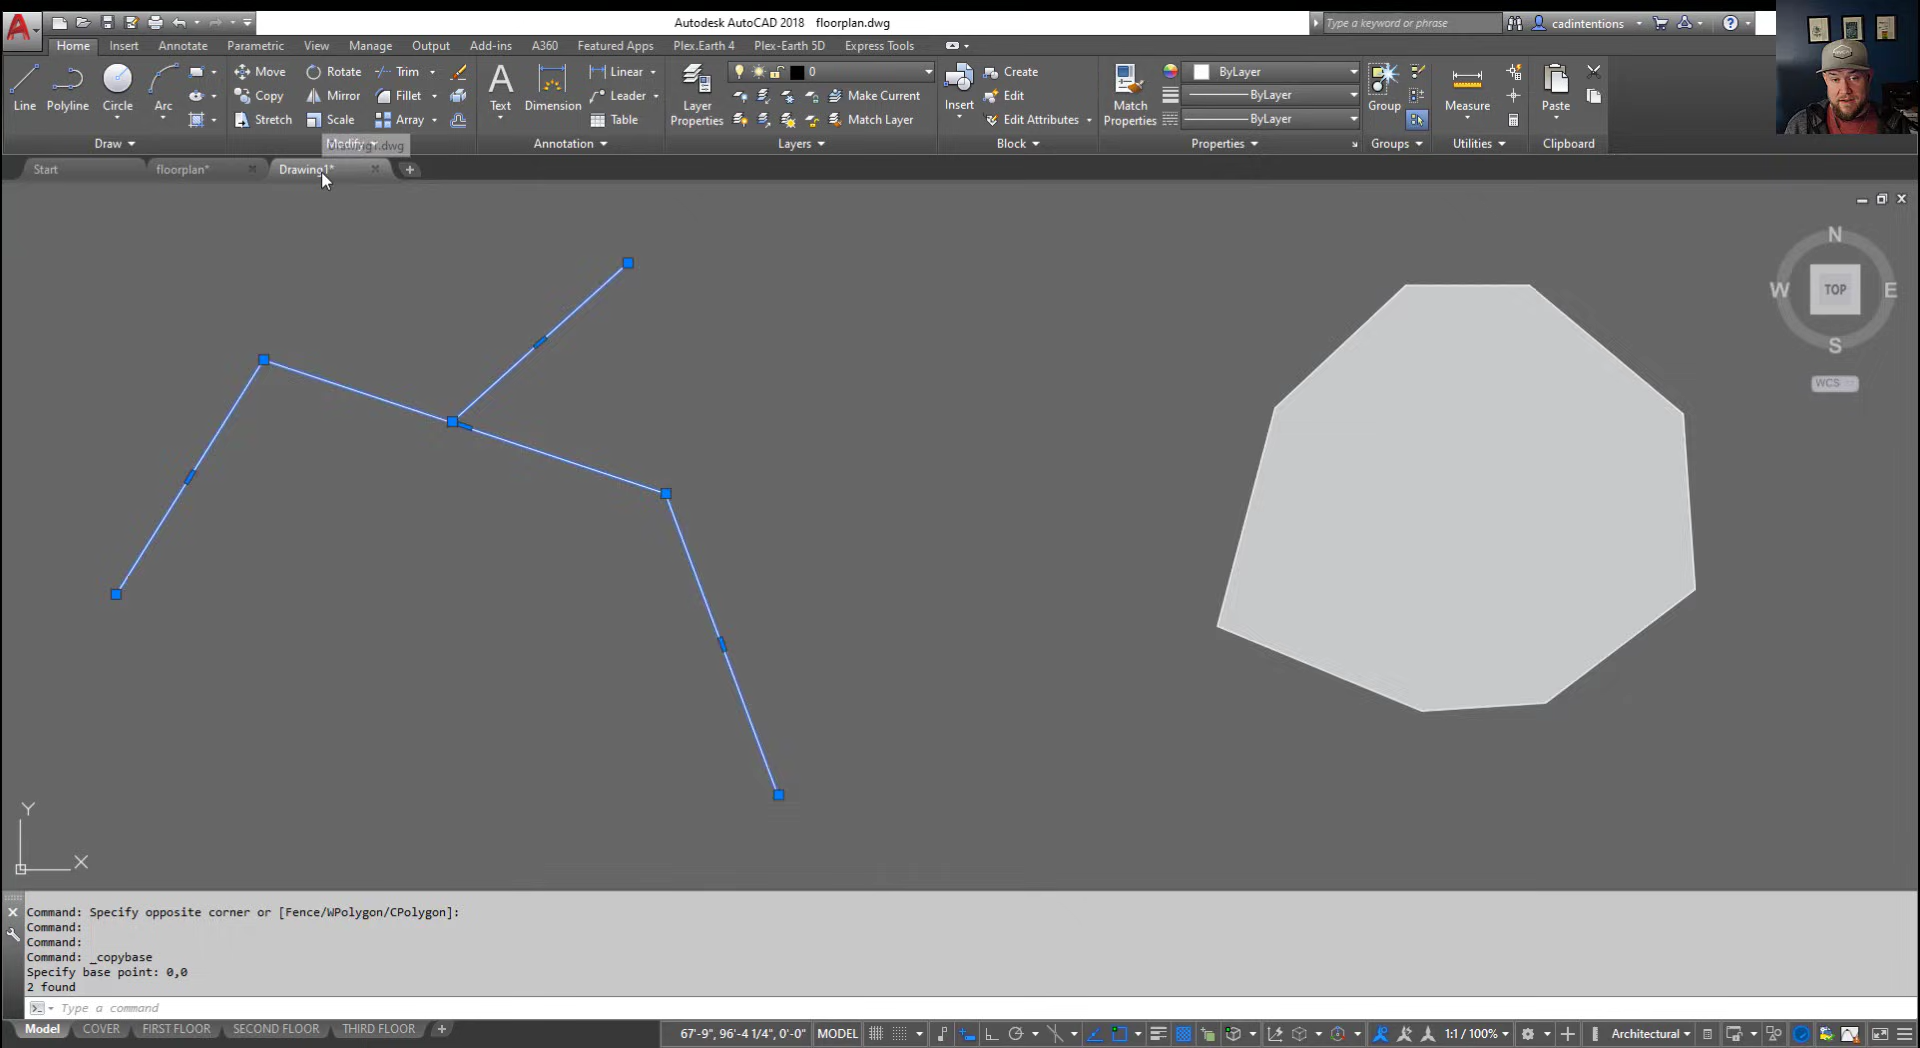 Autodesk AutoCAD 2018 floorplan.dwg
Type a keyword or phrase
cadintentions
Home Insert Annotate Parametric View Manage Output Add-ins A360 Featured Apps Plex.Earth 4 Plex-Earth 5D Express Tools
Line Polyline Circle Arc
Move Rotate Trim
Copy Mirror Fillet
Stretch Scale Array
Text Dimension
Linear
Leader
Table
Layer Properties
0
Make Current
Match Layer
Insert
Create
Edit
Edit Attributes
Match Properties
ByLayer
ByLayer
ByLayer
Group
Measure
Paste
Draw Modify Annotation Layers Block Properties Groups Utilities Clipboard
Start floorplan* Drawing1*
N
W TOP E
S
WCS
Y
X
Command: Specify opposite corner or [Fence/WPolygon/CPolygon]:
Command:
Command:
Command: _copybase
Specify base point: 0,0
2 found
Type a command
Model COVER FIRST FLOOR SECOND FLOOR THIRD FLOOR
67'-9", 96'-4 1/4", 0'-0" MODEL 1:1 / 100% Architectural